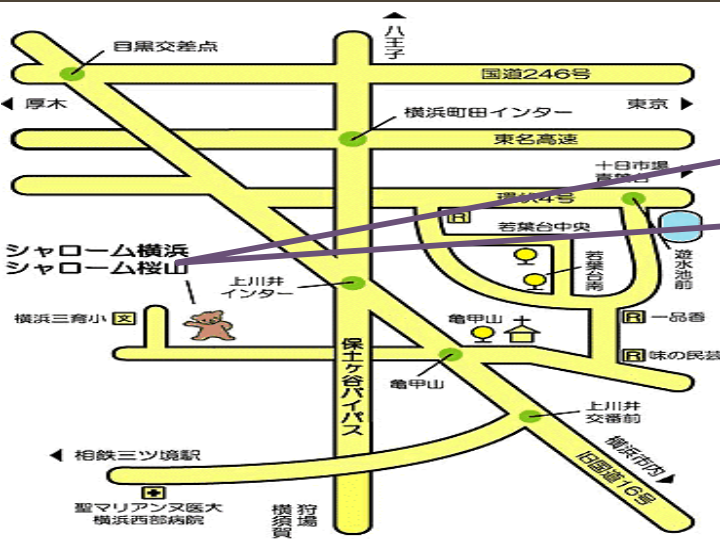 八王子
目黒交差点
国道246号
厚木
東京
横浜町田インター
東名高速
十日市場
青葉台
環状4号
R
若葉台中央
シャローム横浜
シャローム桜山
若葉台南
遊水池前
上川井
インター
横浜三育小
文
亀甲山
R
一品香
R
味の民芸
保土ヶ谷バイパス
亀甲山
上川井
交番前
横浜市内
旧国道16号
相鉄三ツ境駅
聖マリアンヌ医大
横浜西部病院
狩場
横須賀